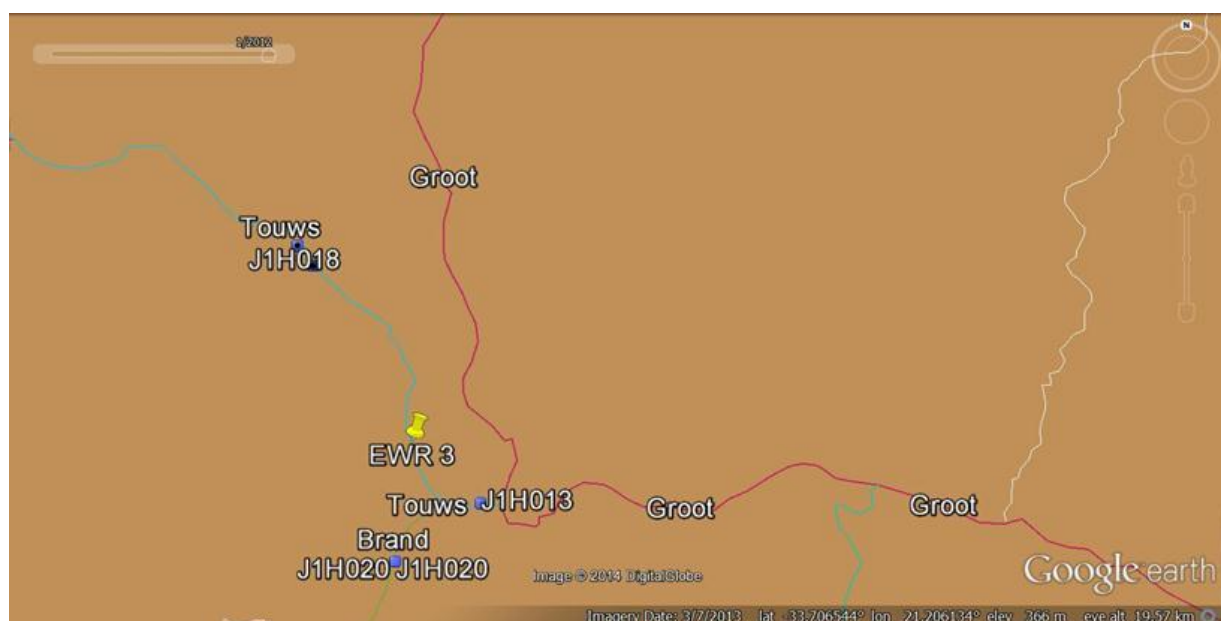 1/2012
N
Groot
Touws
J1H018
EWR 3
Touws J1H013
Groot
Groot
Brand
J1H020 J1H020
Image © 2014 DigitalGlobe
Google earth
Imagery Date: 3/7/2013 lat -33.706544° lon 21.206134° elev 366 m eye alt 19.57 km